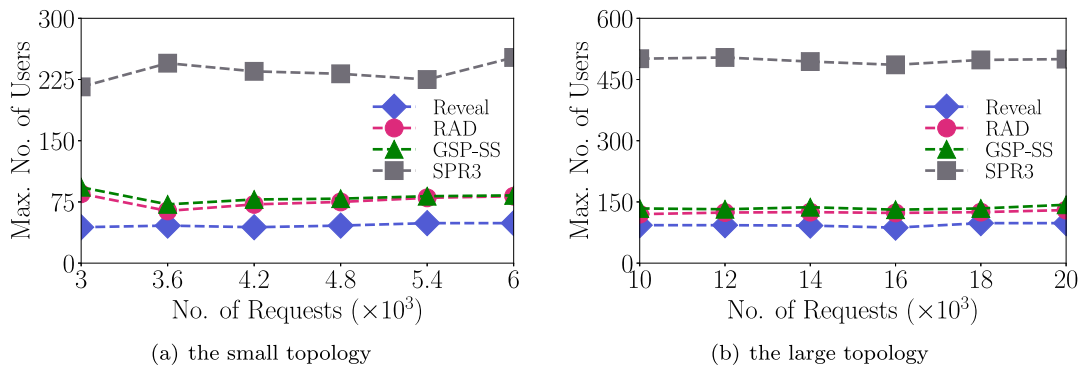 300
225
150
75
0
Max. No. of Users
Reveal
RAD
GSP-SS
SPR3
3 3.6 4.2 4.8 5.4 6
No. of Requests (×10³)
(a) the small topology
600
450
300
150
0
Max. No. of Users
Reveal
RAD
GSP-SS
SPR3
10 12 14 16 18 20
No. of Requests (×10³)
(b) the large topology